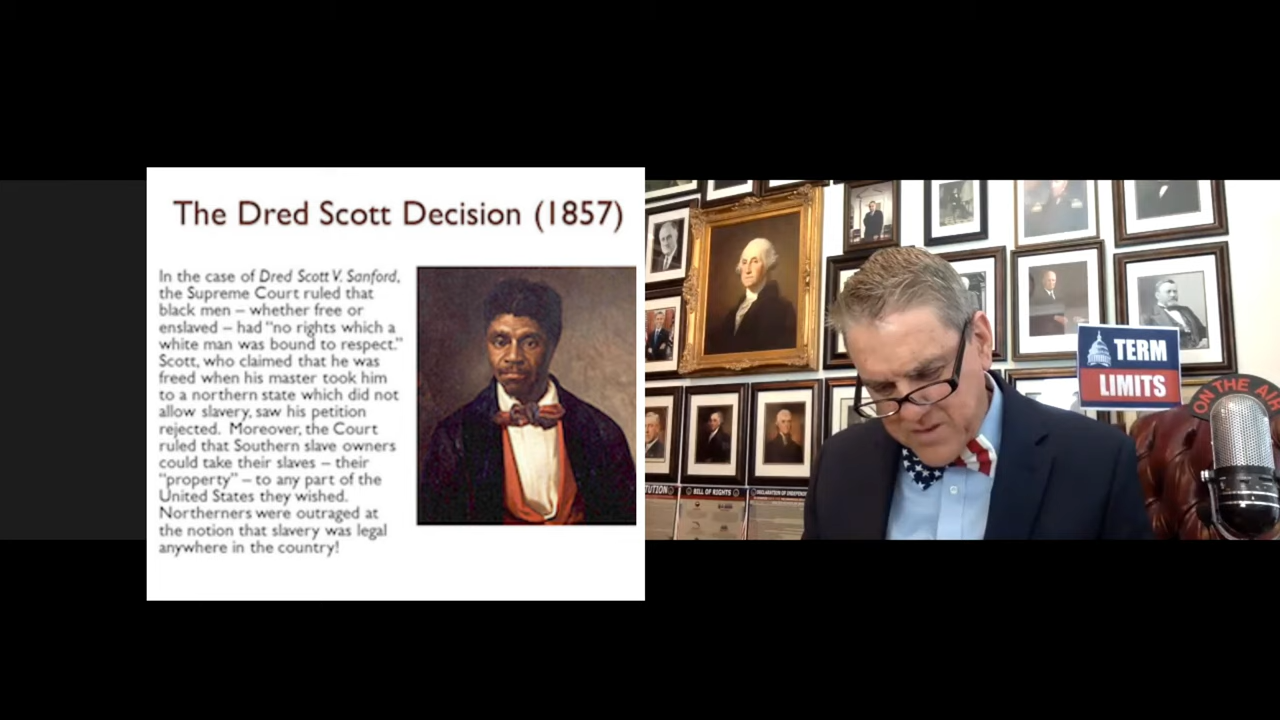 The Dred Scott Decision (1857)
In the case of Dred Scott V. Sanford,
the Supreme Court ruled that
black men – whether free or
enslaved – had "no rights which a
white man was bound to respect."
Scott, who claimed that he was
freed when his master took him
to a northern state which did not
allow slavery, saw his petition
rejected.  Moreover, the Court
ruled that Southern slave owners
could take their slaves – their
"property" – to any part of the
United States they wished.
Northerners were outraged at
the notion that slavery was legal
anywhere in the country!
TERM
LIMITS
ON THE AIR
BILL OF RIGHTS